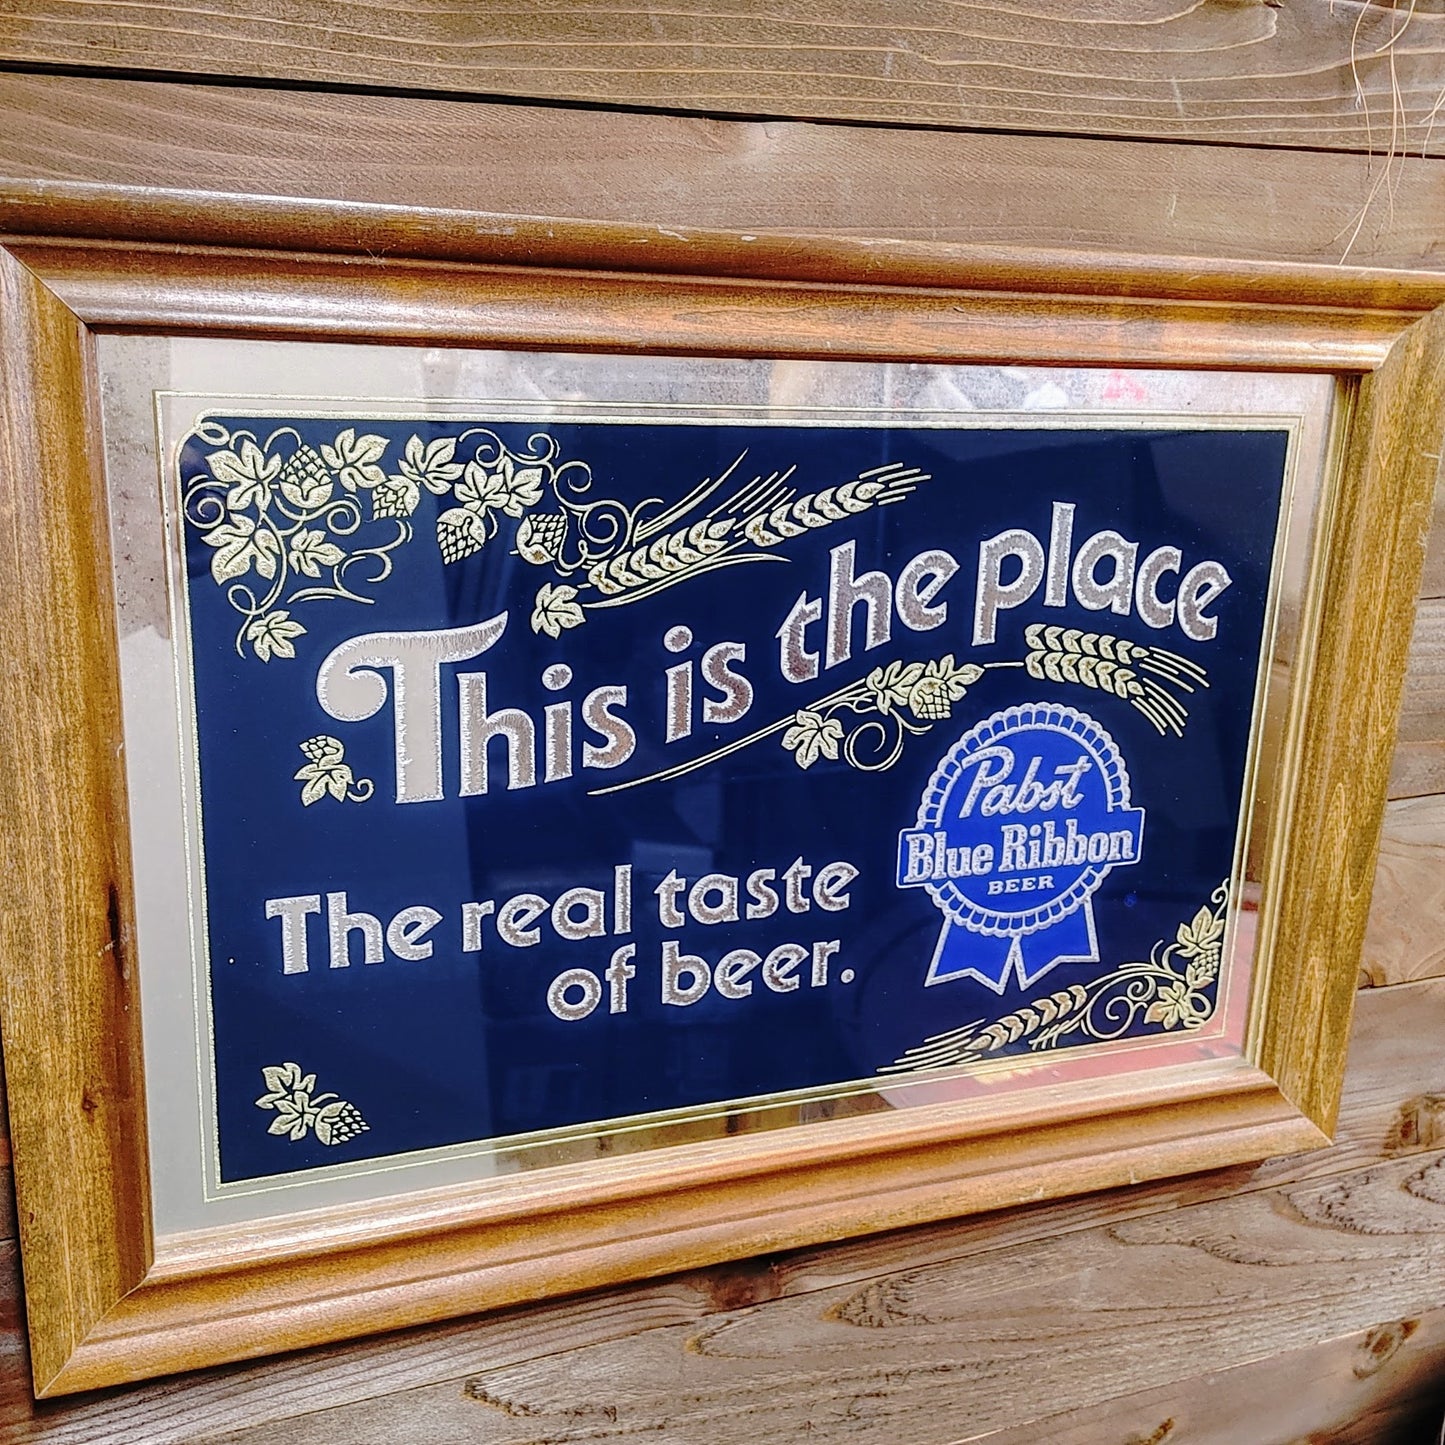 This is the place
The real taste
of beer.
Pabst
Blue Ribbon
BEER